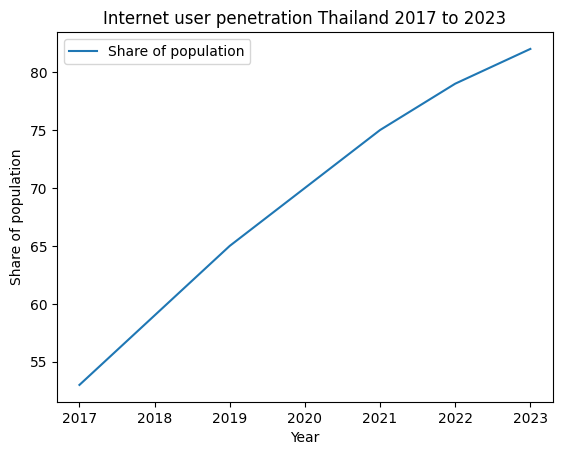 Internet user penetration Thailand 2017 to 2023
Share of population
Share of population
80
75
70
65
60
55
2017 2018 2019 2020 2021 2022 2023
Year